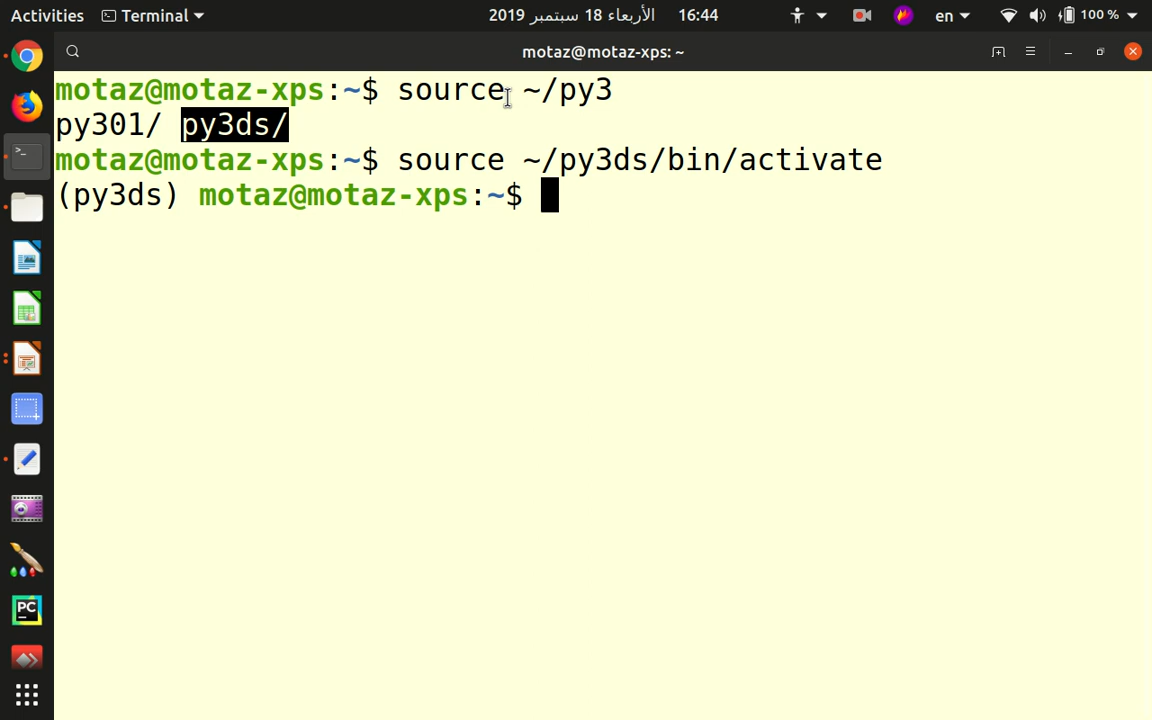 Activities Terminal الأربعاء 18 سبتمبر 2019 16:44 en 100 %
motaz@motaz-xps: ~
motaz@motaz-xps:~$ source ~/py3
py301/ py3ds/
motaz@motaz-xps:~$ source ~/py3ds/bin/activate
(py3ds) motaz@motaz-xps:~$
>_
PC